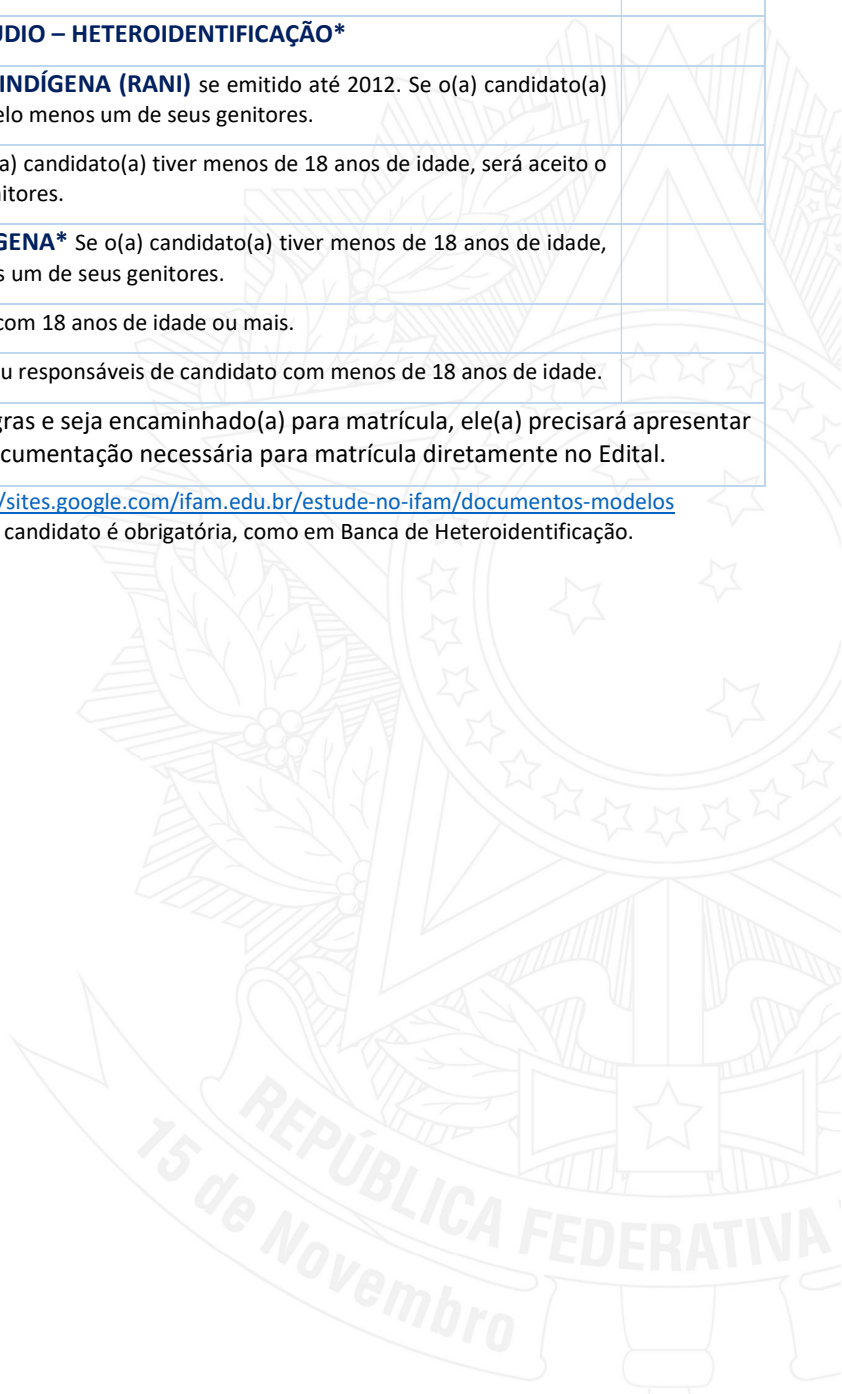 UDIO – HETEROIDENTIFICAÇÃO*
INDÍGENA (RANI) se emitido até 2012. Se o(a) candidato(a)
elo menos um de seus genitores.
a) candidato(a) tiver menos de 18 anos de idade, será aceito o
nitores.
GENA* Se o(a) candidato(a) tiver menos de 18 anos de idade,
s um de seus genitores.
com 18 anos de idade ou mais.
u responsáveis de candidato com menos de 18 anos de idade.
gras e seja encaminhado(a) para matrícula, ele(a) precisará apresentar
cumentação necessária para matrícula diretamente no Edital.
/sites.google.com/ifam.edu.br/estude-no-ifam/documentos-modelos
candidato é obrigatória, como em Banca de Heteroidentificação.
REPÚBLICA FEDERATIVA
15 de Novembro